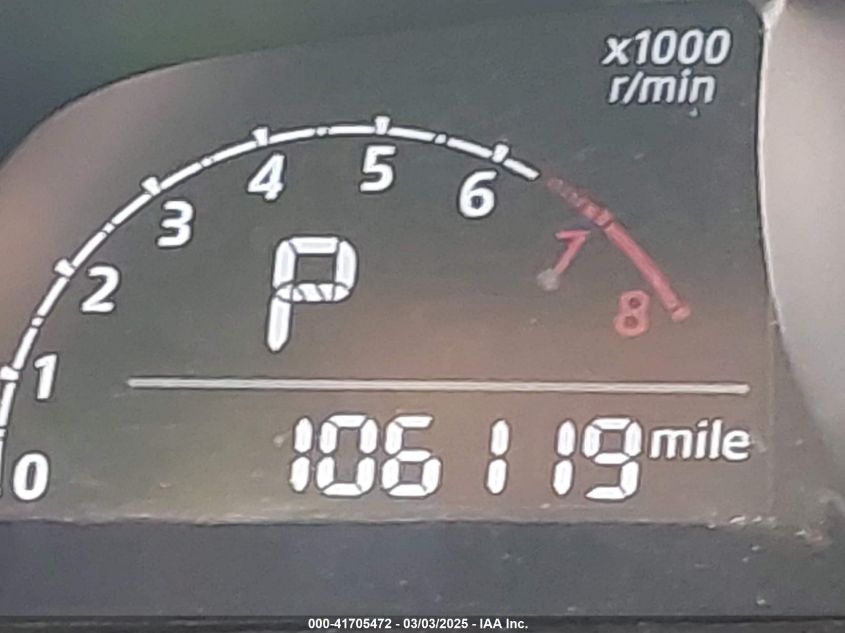 x1000
r/min
0 1 2 3 4 5 6 7 8
P
106119 mile
000-41705472 - 03/03/2025 - IAA Inc.